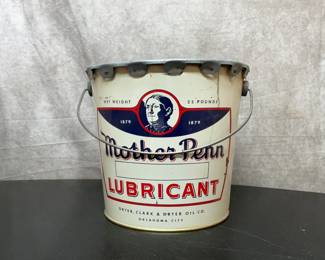 NET WEIGHT 25 POUNDS
1879 1879
Mother Penn
LUBRICANT
DRYER, CLARK & DRYER OIL CO.
OKLAHOMA CITY